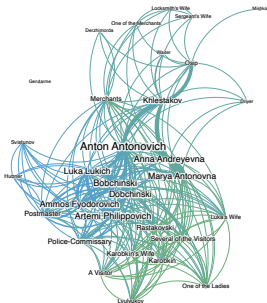 Locksmith's Wife
Mishka
Sergeant's Wife
One of the Merchants
Derzhimorda
Waiter
Osip
Gendarme
Merchants
Khlestakov
Anton Antonovich
Svistunov
Anna Andreyevna
Luka Lukich
Marya Antonovna
Bobchinski
Dobchinski
Ammos Fyodorovich
Postmaster
Artemi Philippovich
Luka's Wife
Rastakovski
Police-Commissary
Several of the Visitors
Karobkin's Wife
Karobkin
A Visitor
One of the Ladies
Lyulyukov